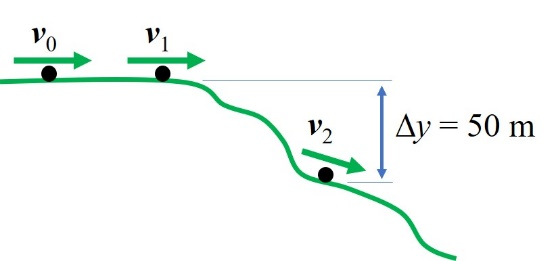 v₀
v₁
v₂
Δy = 50 m